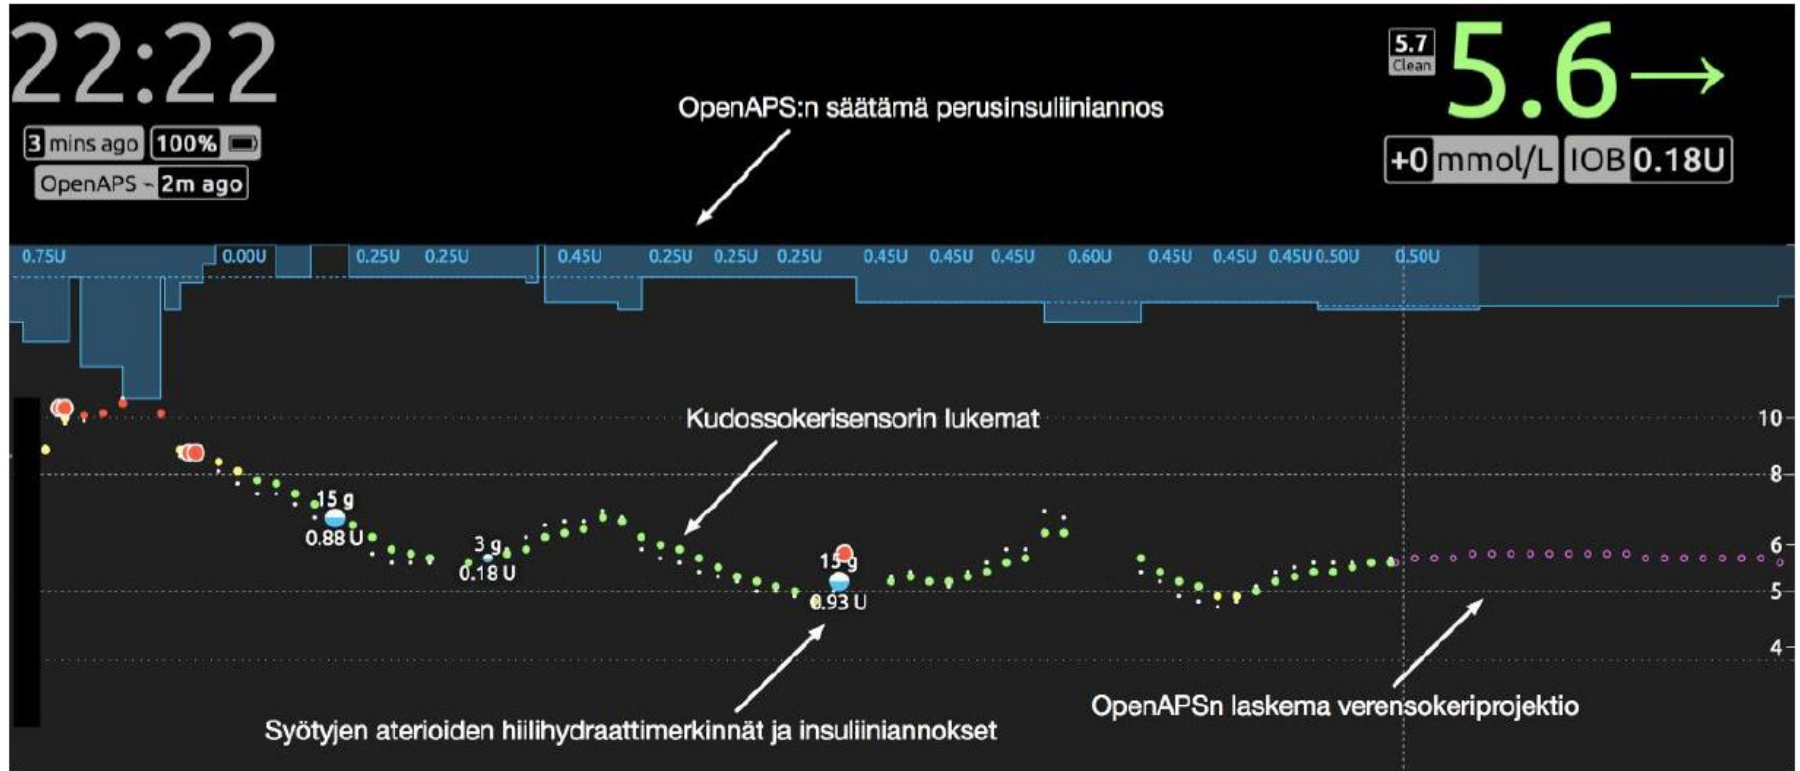 22:22
5.7
Clean
5.6→
OpenAPS:n säätämä perusinsuliiniannos
3 mins ago 100%
+0 mmol/L IOB 0.18U
OpenAPS ~ 2m ago
0.75U 0.00U 0.25U 0.25U 0.45U 0.25U 0.25U 0.25U 0.45U 0.45U 0.45U 0.60U 0.45U 0.45U 0.45U 0.50U 0.50U
Kudossokerisensorin lukemat
10
8
15 g
0.88 U
3 g
0.18 U
15 g
0.93 U
6
5
4
OpenAPSn laskema verensokeriprojektio
Syötyjen aterioiden hiilihydraattimerkinnät ja insuliiniannokset